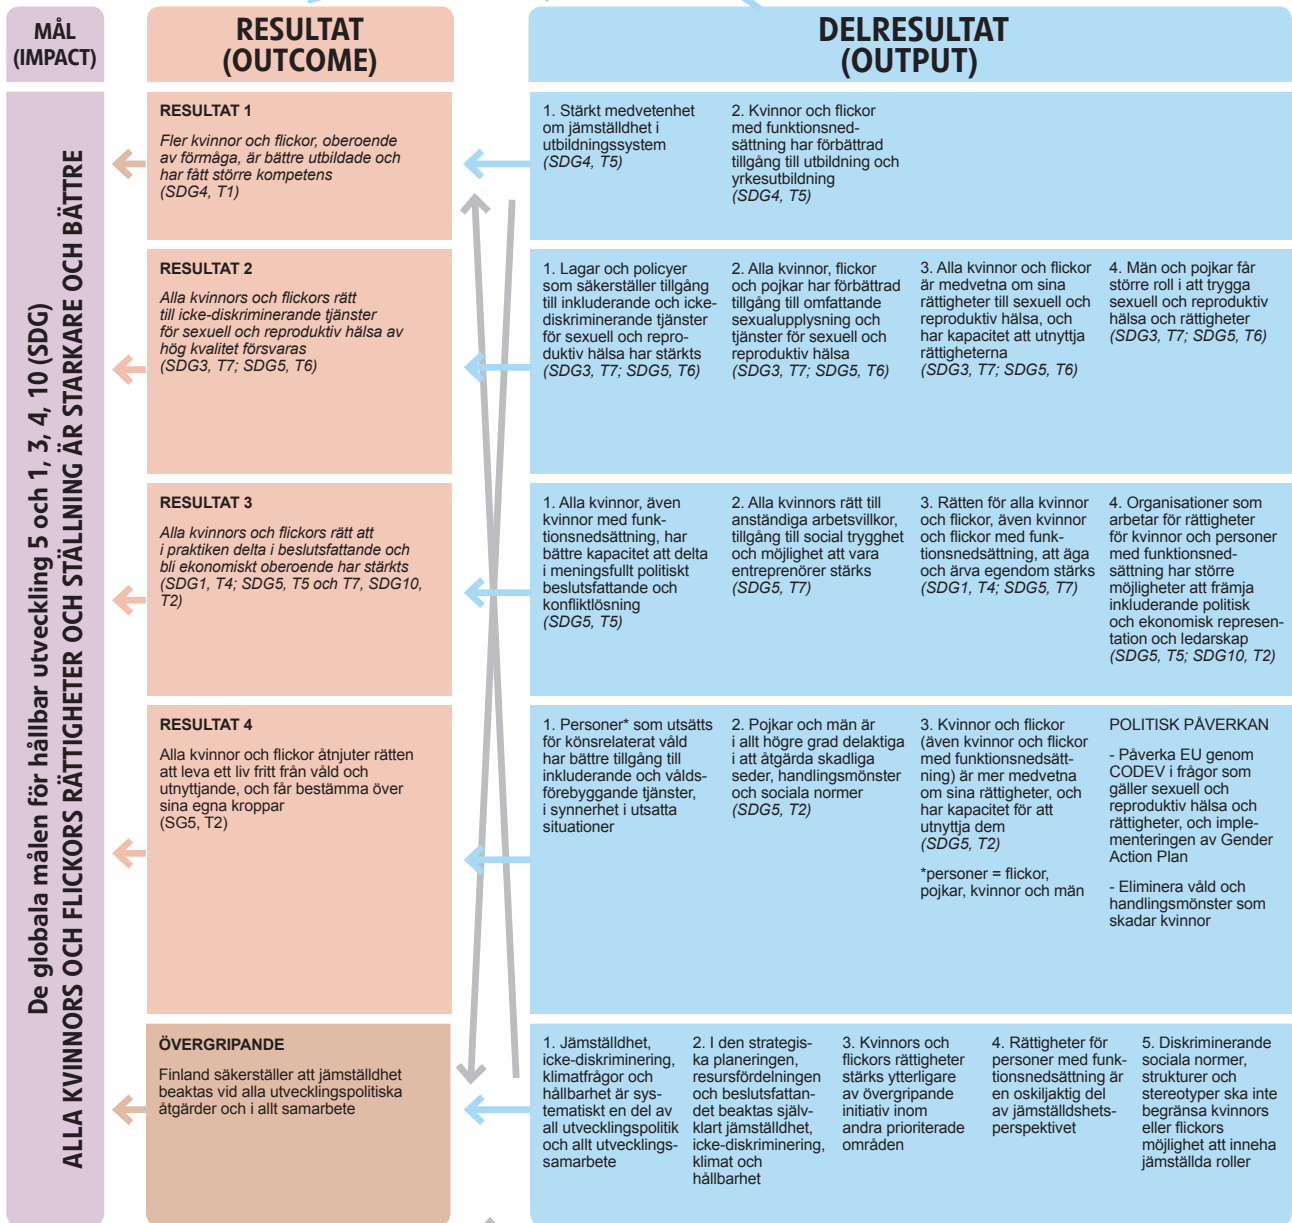 MÅL
(IMPACT)
RESULTAT
(OUTCOME)
DELRESULTAT
(OUTPUT)
De globala målen för hållbar utveckling 5 och 1, 3, 4, 10 (SDG)
ALLA KVINNORS OCH FLICKORS RÄTTIGHETER OCH STÄLLNING ÄR STARKARE OCH BÄTTRE
RESULTAT 1
Fler kvinnor och flickor, oberoende
av förmåga, är bättre utbildade och
har fått större kompetens
(SDG4, T1)
1. Stärkt medvetenhet
om jämställdhet i
utbildningssystem
(SDG4, T5)
2. Kvinnor och flickor
med funktionsned-
sättning har förbättrad
tillgång till utbildning och
yrkesutbildning
(SDG4, T5)
RESULTAT 2
Alla kvinnors och flickors rätt
till icke-diskriminerande tjänster
för sexuell och reproduktiv hälsa av
hög kvalitet försvaras
(SDG3, T7; SDG5, T6)
1. Lagar och policyer
som säkerställer tillgång
till inkluderande och icke-
diskriminerande tjänster
för sexuell och repro-
duktiv hälsa har stärkts
(SDG3, T7; SDG5, T6)
2. Alla kvinnor, flickor
och pojkar har förbättrad
tillgång till omfattande
sexualupplysning och
tjänster för sexuell och
reproduktiv hälsa
(SDG3, T7; SDG5, T6)
3. Alla kvinnor och flickor
är medvetna om sina
rättigheter till sexuell och
reproduktiv hälsa, och
har kapacitet att utnyttja
rättigheterna
(SDG3, T7; SDG5, T6)
4. Män och pojkar får
större roll i att trygga
sexuell och reproduktiv
hälsa och rättigheter
(SDG3, T7; SDG5, T6)
RESULTAT 3
Alla kvinnors och flickors rätt att
i praktiken delta i beslutsfattande och
bli ekonomiskt oberoende har stärkts
(SDG1, T4; SDG5, T5 och T7, SDG10,
T2)
1. Alla kvinnor, även
kvinnor med funk-
tionsnedsättning, har
bättre kapacitet att delta
i meningsfullt politiskt
beslutsfattande och
konfliktlösning
(SDG5, T5)
2. Alla kvinnors rätt till
anständiga arbetsvillkor,
tillgång till social trygghet
och möjlighet att vara
entreprenörer stärks
(SDG5, T7)
3. Rätten för alla kvinnor
och flickor, även kvinnor
och flickor med funk-
tionsnedsättning, att äga
och ärva egendom stärks
(SDG1, T4; SDG5, T7)
4. Organisationer som
arbetar för rättigheter
för kvinnor och personer
med funktionsned-
sättning har större
möjligheter att främja
inkluderande politisk
och ekonomisk represen-
tation och ledarskap
(SDG5, T5; SDG10, T2)
RESULTAT 4
Alla kvinnor och flickor åtnjuter rätten
att leva ett liv fritt från våld och
utnyttjande, och får bestämma över
sina egna kroppar
(SG5, T2)
1. Personer* som utsätts
för könsrelaterat våld
har bättre tillgång till
inkluderande och vålds-
förebyggande tjänster,
i synnerhet i utsatta
situationer
2. Pojkar och män är
i allt högre grad delaktiga
i att åtgärda skadliga
seder, handlingsmönster
och sociala normer
(SDG5, T2)
3. Kvinnor och flickor
(även kvinnor och flickor
med funktionsnedsätt-
ning) är mer medvetna
om sina rättigheter, och
har kapacitet för att
utnyttja dem
(SDG5, T2)
*personer = flickor,
pojkar, kvinnor och män
POLITISK PÅVERKAN
- Påverka EU genom
CODEV i frågor som
gäller sexuell och
reproduktiv hälsa och
rättigheter, och imple-
menteringen av Gender
Action Plan
- Eliminera våld och
handlingsmönster som
skadar kvinnor
ÖVERGRIPANDE
Finland säkerställer att jämställdhet
beaktas vid alla utvecklingspolitiska
åtgärder och i allt samarbete
1. Jämställdhet,
icke-diskriminering,
klimatfrågor och
hållbarhet är sys-
tematiskt en del av
all utvecklingspolitik
och allt utvecklings-
samarbete
2. I den strategis-
ka planeringen,
resursfördelningen
och beslutsfattan-
det beaktas själv-
klart jämställdhet,
icke-diskriminering,
klimat och
hållbarhet
3. Kvinnors och
flickors rättigheter
stärks ytterligare
av övergripande
initiativ inom
andra prioriterade
områden
4. Rättigheter för
personer med funk-
tionsnedsättning är
en oskiljaktig del
av jämställdshets-
perspektivet
5. Diskriminerande
sociala normer,
strukturer och
stereotyper ska inte
begränsa kvinnors
eller flickors
möjlighet att inneha
jämställda roller